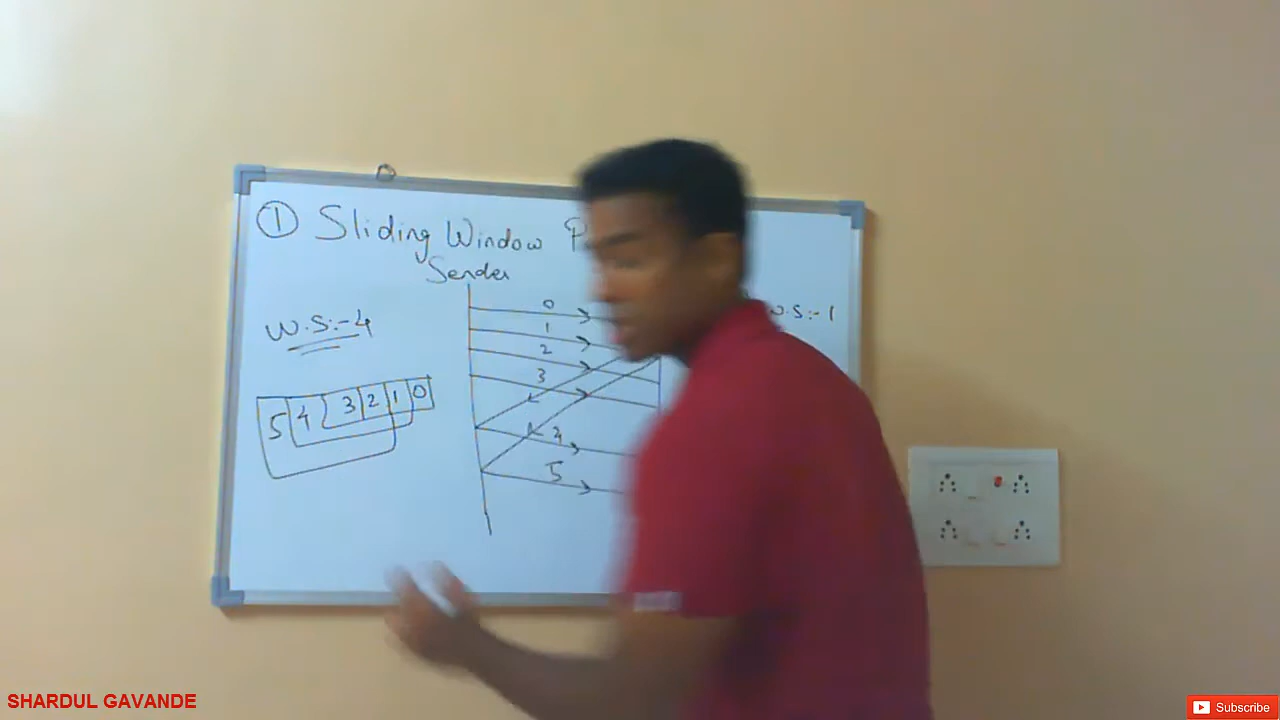 ① Sliding Window P
Sender
W.S:-4
W.S:-1
0
1
2
3
4
5
5 4 3 2 1 0
SHARDUL GAVANDE
Subscribe